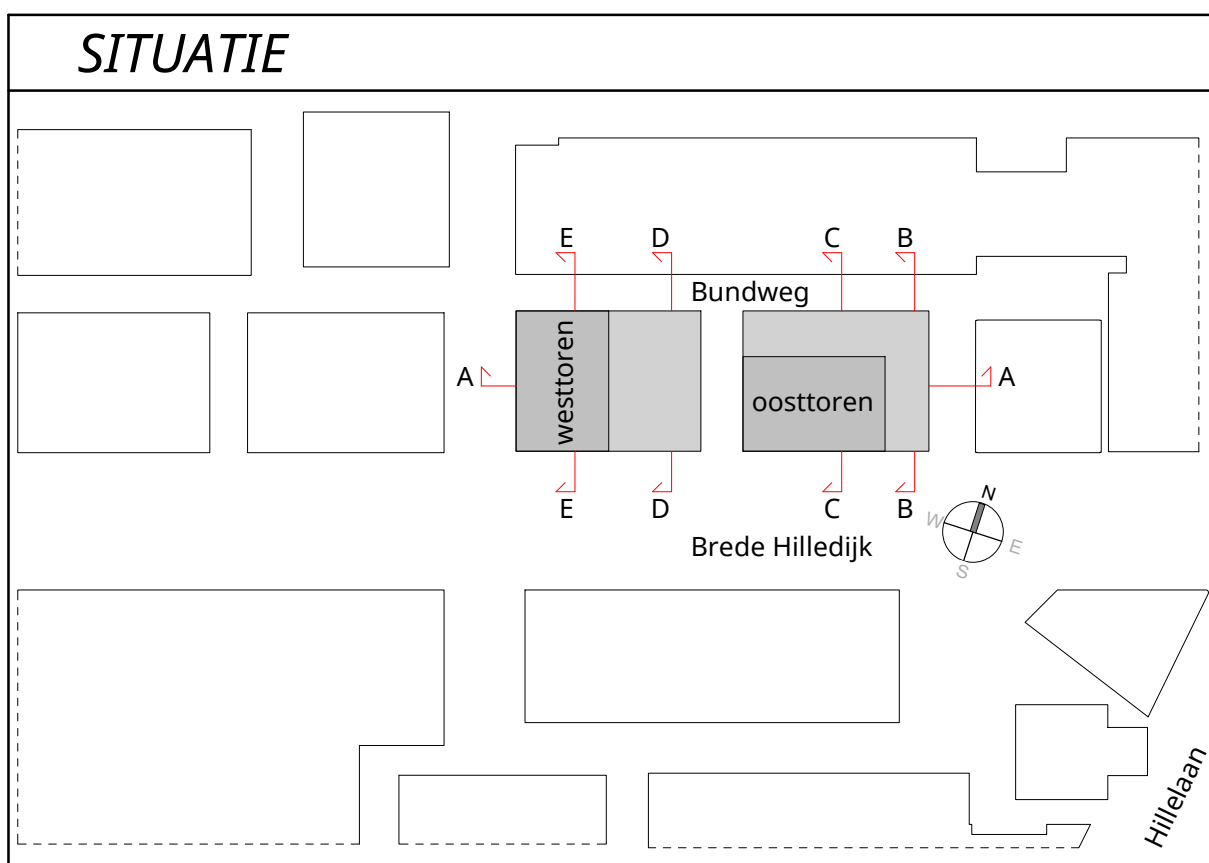 SITUATIE
E D C B
Bundweg
A westtoren oosttoren A
E D C B
N
W
E
S
Brede Hilledijk
Hillelaan